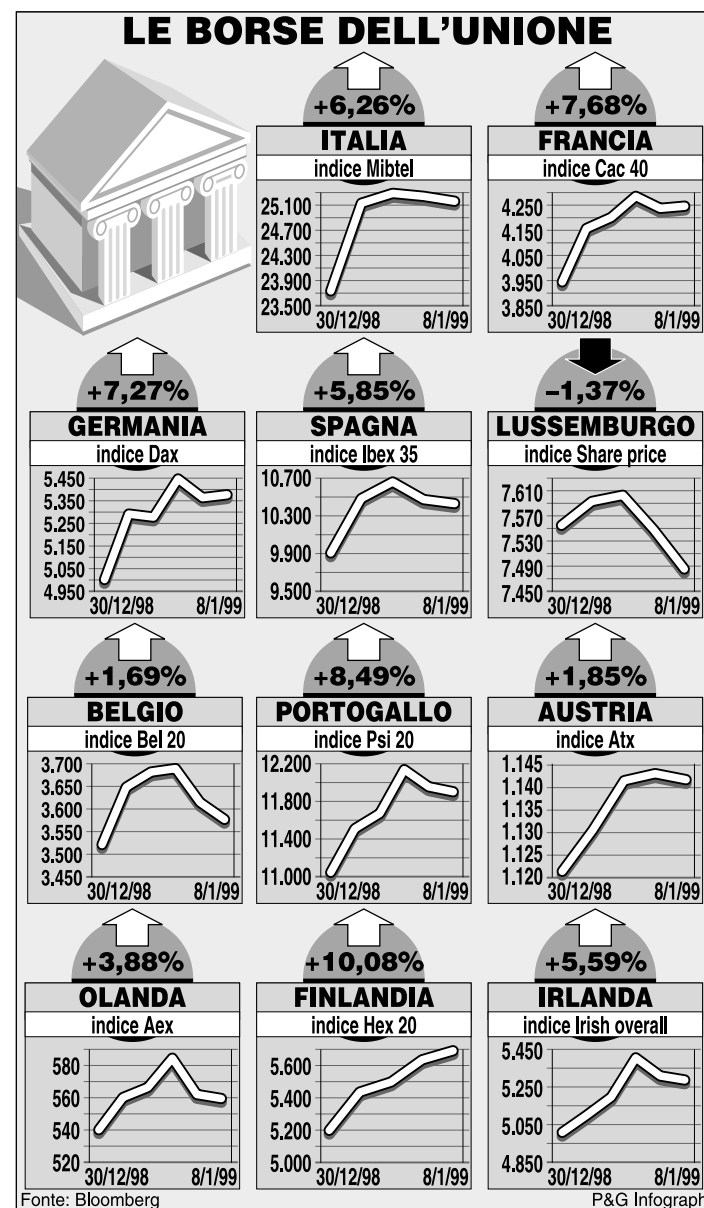 LE BORSE DELL'UNIONE
+6,26%
ITALIA
indice Mibtel
25.100
24.700
24.300
23.900
23.500
30/12/98 8/1/99
+7,68%
FRANCIA
indice Cac 40
4.250
4.150
4.050
3.950
3.850
30/12/98 8/1/99
+7,27%
GERMANIA
indice Dax
5.450
5.350
5.250
5.150
5.050
4.950
30/12/98 8/1/99
+5,85%
SPAGNA
indice Ibex 35
10.700
10.300
9.900
9.500
30/12/98 8/1/99
–1,37%
LUSSEMBURGO
indice Share price
7.610
7.570
7.530
7.490
7.450
30/12/98 8/1/99
+1,69%
BELGIO
indice Bel 20
3.700
3.650
3.600
3.550
3.500
3.450
30/12/98 8/1/99
+8,49%
PORTOGALLO
indice Psi 20
12.200
11.800
11.400
11.000
30/12/98 8/1/99
+1,85%
AUSTRIA
indice Atx
1.145
1.140
1.130
1.125
1.120
30/12/98 8/1/99
+3,88%
OLANDA
indice Aex
580
560
540
520
30/12/98 8/1/99
+10,08%
FINLANDIA
indice Hex 20
5.600
5.400
5.200
5.000
30/12/98 8/1/99
+5,59%
IRLANDA
indice Irish overall
5.450
5.250
5.050
4.850
30/12/98 8/1/99
Fonte: Bloomberg
P&G Infograph